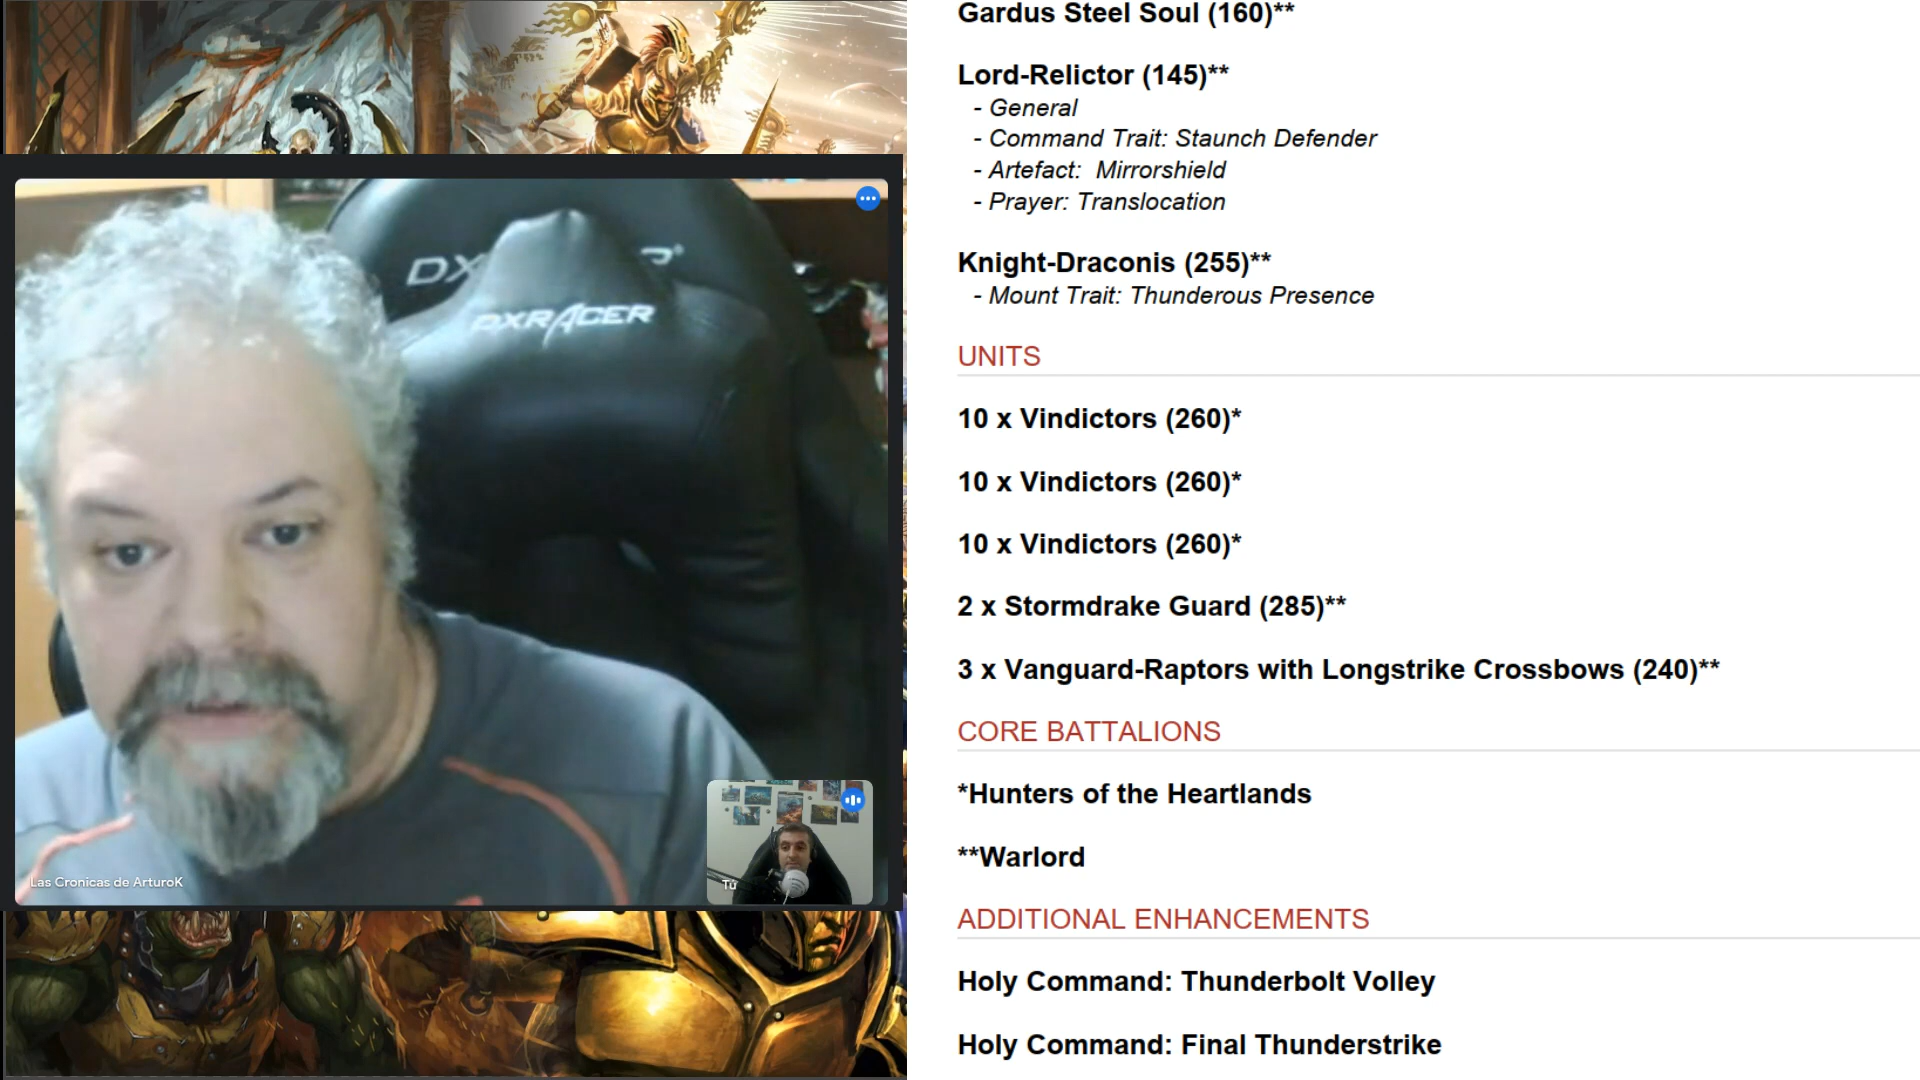 Gardus Steel Soul (160)**
Lord-Relictor (145)**
- General
- Command Trait: Staunch Defender
- Artefact: Mirrorshield
- Prayer: Translocation
Knight-Draconis (255)**
- Mount Trait: Thunderous Presence
UNITS
10 x Vindictors (260)*
10 x Vindictors (260)*
10 x Vindictors (260)*
2 x Stormdrake Guard (285)**
3 x Vanguard-Raptors with Longstrike Crossbows (240)**
CORE BATTALIONS
*Hunters of the Heartlands
**Warlord
ADDITIONAL ENHANCEMENTS
Holy Command: Thunderbolt Volley
Holy Command: Final Thunderstrike
DXRACER
Las Cronicas de ArturoK
Tú